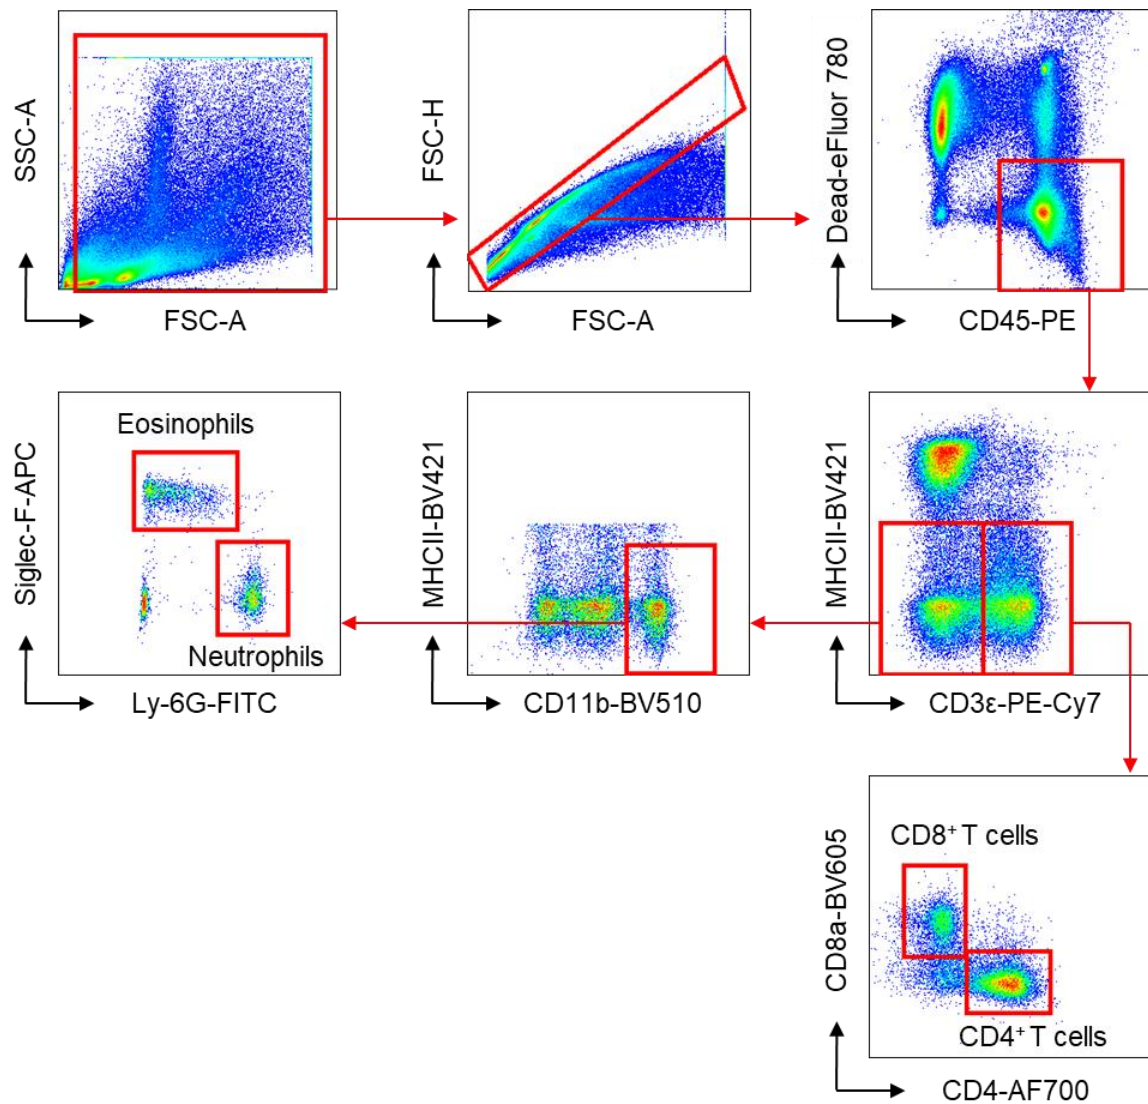 SSC-A
FSC-A
FSC-H
FSC-A
Dead-eFluor 780
CD45-PE
Siglec-F-APC
Eosinophils
Neutrophils
Ly-6G-FITC
MHCII-BV421
CD11b-BV510
MHCII-BV421
CD3ε-PE-Cy7
CD8a-BV605
CD8⁺ T cells
CD4⁺ T cells
CD4-AF700